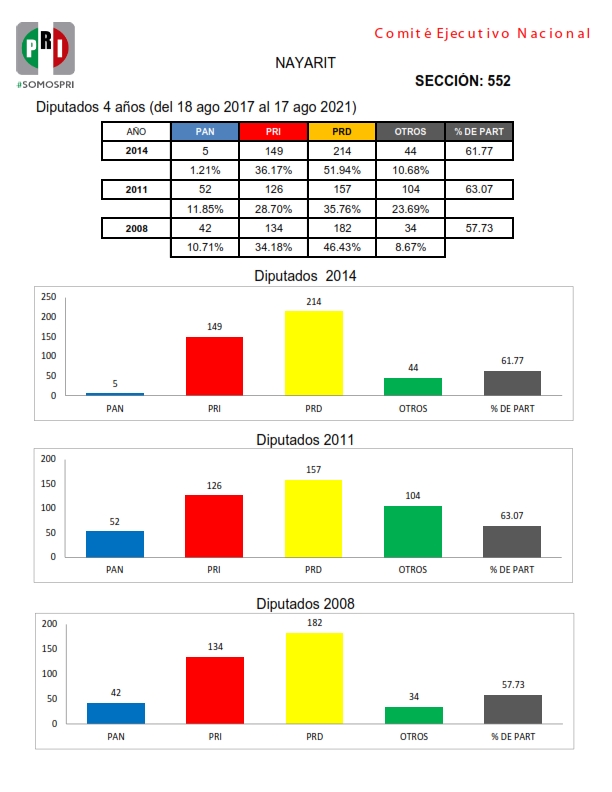 Comité Ejecutivo Nacional
PRI
#SOMOSPRI
NAYARIT
SECCIÓN: 552
Diputados 4 años (del 18 ago 2017 al 17 ago 2021)
AÑO PAN PRI PRD OTROS % DE PART
2014 5 149 214 44 61.77
1.21% 36.17% 51.94% 10.68%
2011 52 126 157 104 63.07
11.85% 28.70% 35.76% 23.69%
2008 42 134 182 34 57.73
10.71% 34.18% 46.43% 8.67%
Diputados 2014
250
200
150
100
50
0
5 149 214 44 61.77
PAN PRI PRD OTROS % DE PART
Diputados 2011
200
150
100
50
0
52 126 157 104 63.07
PAN PRI PRD OTROS % DE PART
Diputados 2008
200
150
100
50
0
42 134 182 34 57.73
PAN PRI PRD OTROS % DE PART